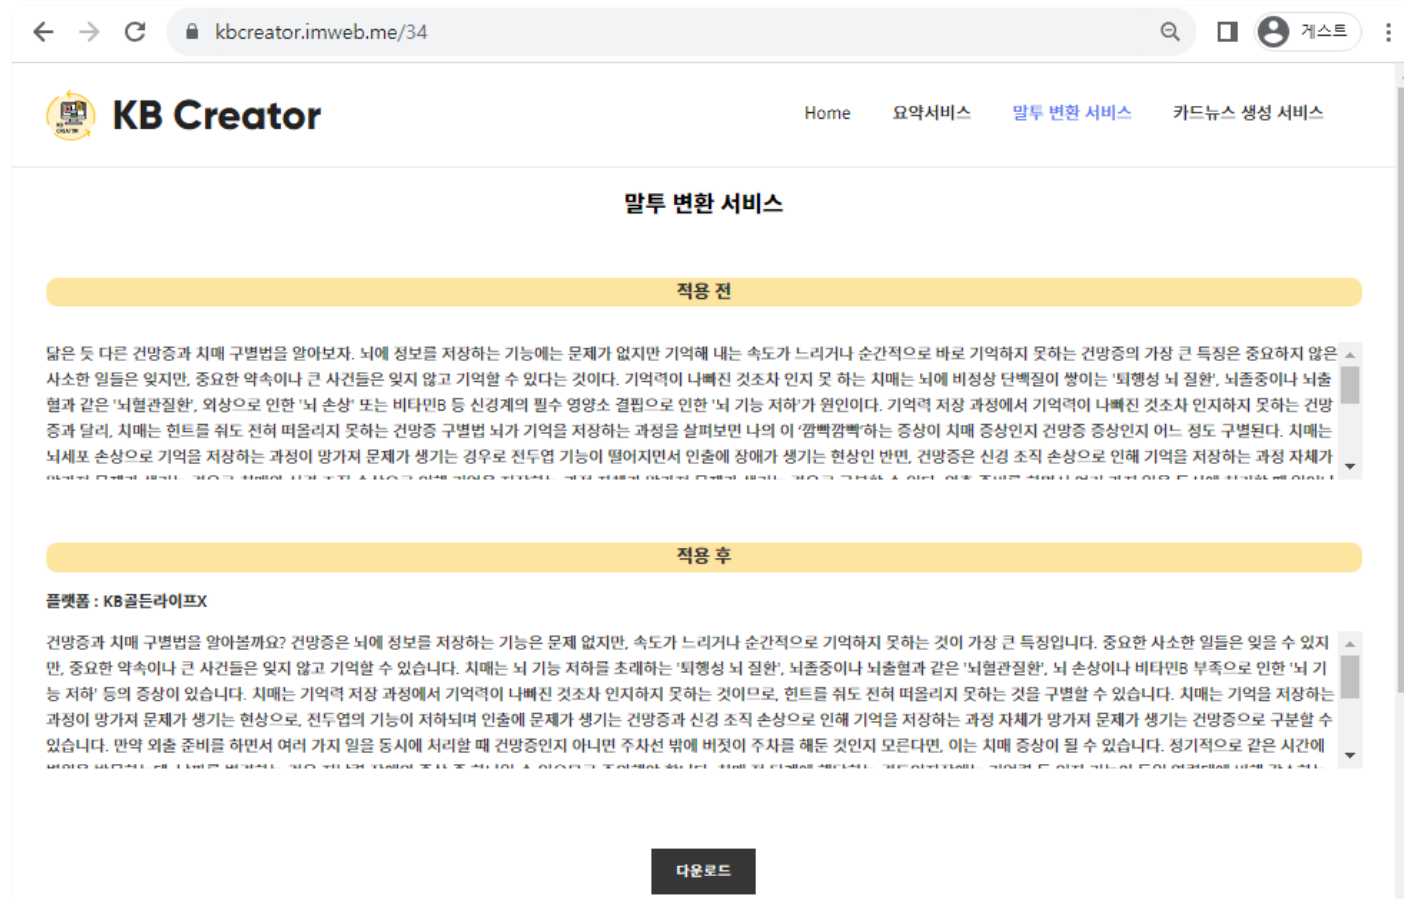 kbcreator.imweb.me/34
게스트
KB CREATOR
KB Creator
Home 요약서비스 말투 변환 서비스 카드뉴스 생성 서비스
말투 변환 서비스
적용 전
닮은 듯 다른 건망증과 치매 구별법을 알아보자. 뇌에 정보를 저장하는 기능에는 문제가 없지만 기억해 내는 속도가 느리거나 순간적으로 바로 기억하지 못하는 건망증의 가장 큰 특징은 중요하지 않은
사소한 일들은 잊지만, 중요한 약속이나 큰 사건들은 잊지 않고 기억할 수 있다는 것이다. 기억력이 나빠진 것조차 인지 못 하는 치매는 뇌에 비정상 단백질이 쌓이는 '퇴행성 뇌 질환', 뇌졸중이나 뇌출
혈과 같은 '뇌혈관질환', 외상으로 인한 '뇌 손상' 또는 비타민B 등 신경계의 필수 영양소 결핍으로 인한 '뇌 기능 저하'가 원인이다. 기억력 저장 과정에서 기억력이 나빠진 것조차 인지하지 못하는 건망
증과 달리, 치매는 힌트를 줘도 전혀 떠올리지 못하는 건망증 구별법 뇌가 기억을 저장하는 과정을 살펴보면 나의 이 ‘깜빡깜빡’하는 증상이 치매 증상인지 건망증 증상인지 어느 정도 구별된다. 치매는
뇌세포 손상으로 기억을 저장하는 과정이 망가져 문제가 생기는 경우로 전두엽 기능이 떨어지면서 인출에 장애가 생기는 현상인 반면, 건망증은 신경 조직 손상으로 인해 기억을 저장하는 과정 자체가
적용 후
플랫폼 : KB골든라이프X
건망증과 치매 구별법을 알아볼까요? 건망증은 뇌에 정보를 저장하는 기능은 문제 없지만, 속도가 느리거나 순간적으로 기억하지 못하는 것이 가장 큰 특징입니다. 중요한 사소한 일들은 잊을 수 있지
만, 중요한 약속이나 큰 사건들은 잊지 않고 기억할 수 있습니다. 치매는 뇌 기능 저하를 초래하는 '퇴행성 뇌 질환', 뇌졸중이나 뇌출혈과 같은 '뇌혈관질환', 뇌 손상이나 비타민B 부족으로 인한 '뇌 기
능 저하' 등의 증상이 있습니다. 치매는 기억력 저장 과정에서 기억력이 나빠진 것조차 인지하지 못하는 것이므로, 힌트를 줘도 전혀 떠올리지 못하는 것을 구별할 수 있습니다. 치매는 기억을 저장하는
과정이 망가져 문제가 생기는 현상으로, 전두엽의 기능이 저하되며 인출에 문제가 생기는 건망증과 신경 조직 손상으로 인해 기억을 저장하는 과정 자체가 망가져 문제가 생기는 건망증으로 구분할 수
있습니다. 만약 외출 준비를 하면서 여러 가지 일을 동시에 처리할 때 건망증인지 아니면 주차선 밖에 버젓이 주차를 해둔 것인지 모른다면, 이는 치매 증상이 될 수 있습니다. 정기적으로 같은 시간에
다운로드